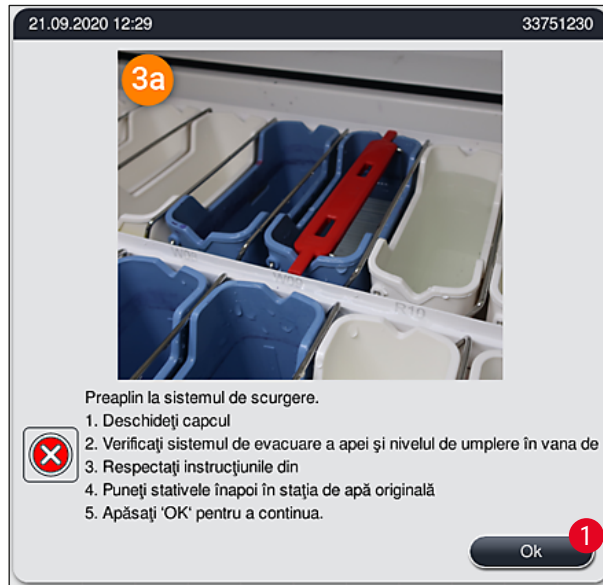 21.09.2020 12:29 33751230
3a
W09
R10
Preaplin la sistemul de scurgere.
1. Deschideţi capcul
2. Verificaţi sistemul de evacuare a apei şi nivelul de umplere în vana de
3. Respectaţi instrucţiunile din
4. Puneţi stativele înapoi în staţia de apă originală
5. Apăsaţi ‘OK‘ pentru a continua.
Ok
1